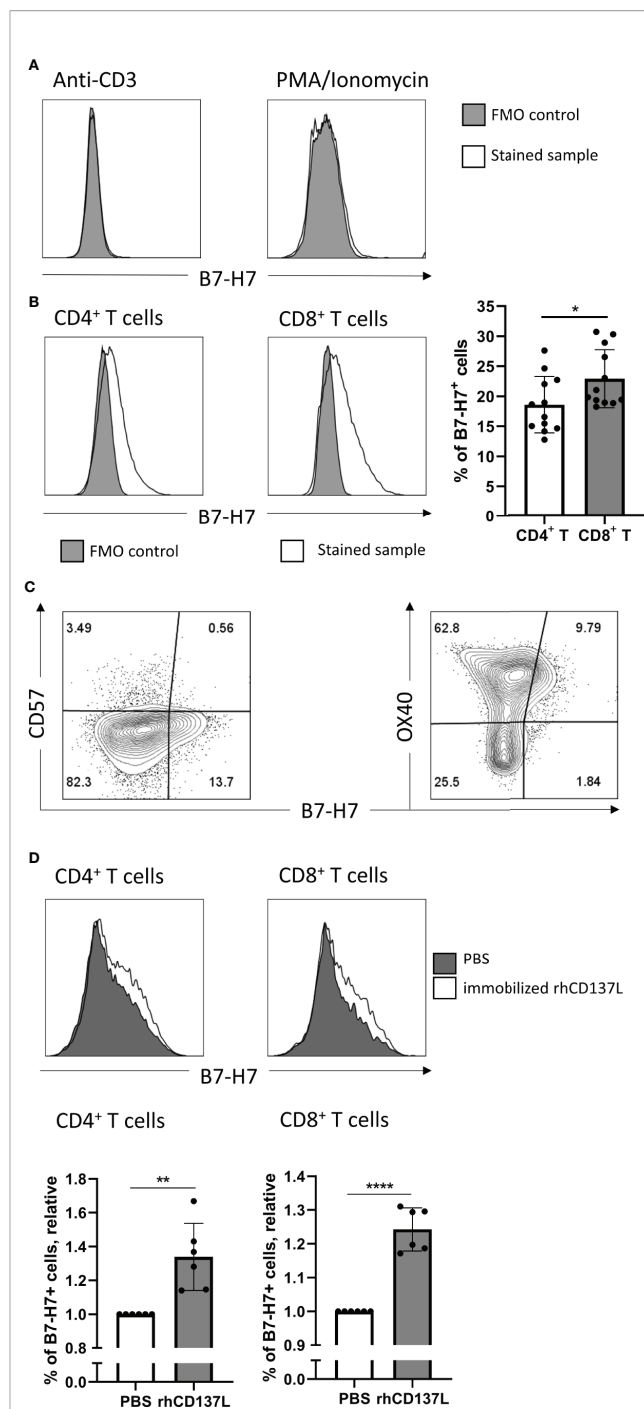 A
Anti-CD3
PMA/Ionomycin
FMO control
Stained sample
B7-H7
B
CD4+ T cells
CD8+ T cells
B7-H7
FMO control
Stained sample
% of B7-H7+ cells
35
30
25
20
15
10
5
0
*
CD4+ T
CD8+ T
C
CD57
3.49
0.56
82.3
13.7
OX40
62.8
9.79
25.5
1.84
B7-H7
D
CD4+ T cells
CD8+ T cells
PBS
immobilized rhCD137L
B7-H7
CD4+ T cells
CD8+ T cells
% of B7-H7+ cells, relative
1.8
1.6
1.4
1.2
1.0
0.8
0.0
**
PBS rhCD137L
% of B7-H7+ cells, relative
1.4
1.3
1.2
1.1
1.0
0.9
0.0
****
PBS rhCD137L